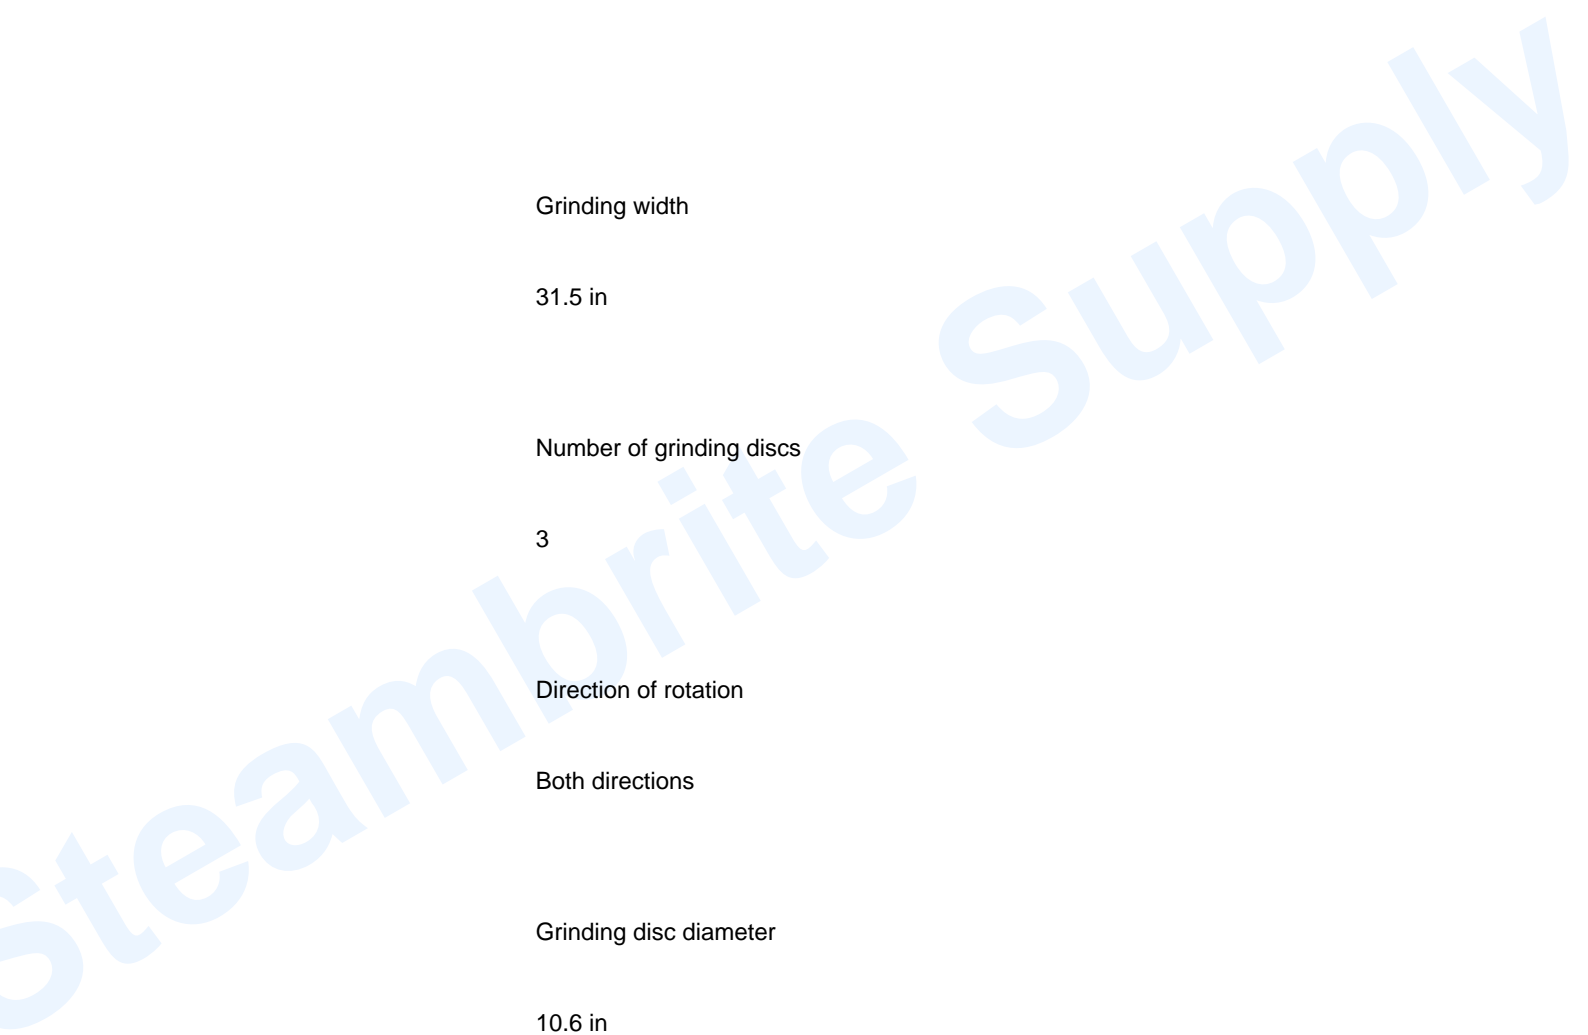 Grinding width
31.5 in
Number of grinding discs
3
Direction of rotation
Both directions
Grinding disc diameter
10.6 in
Steambrite Supply